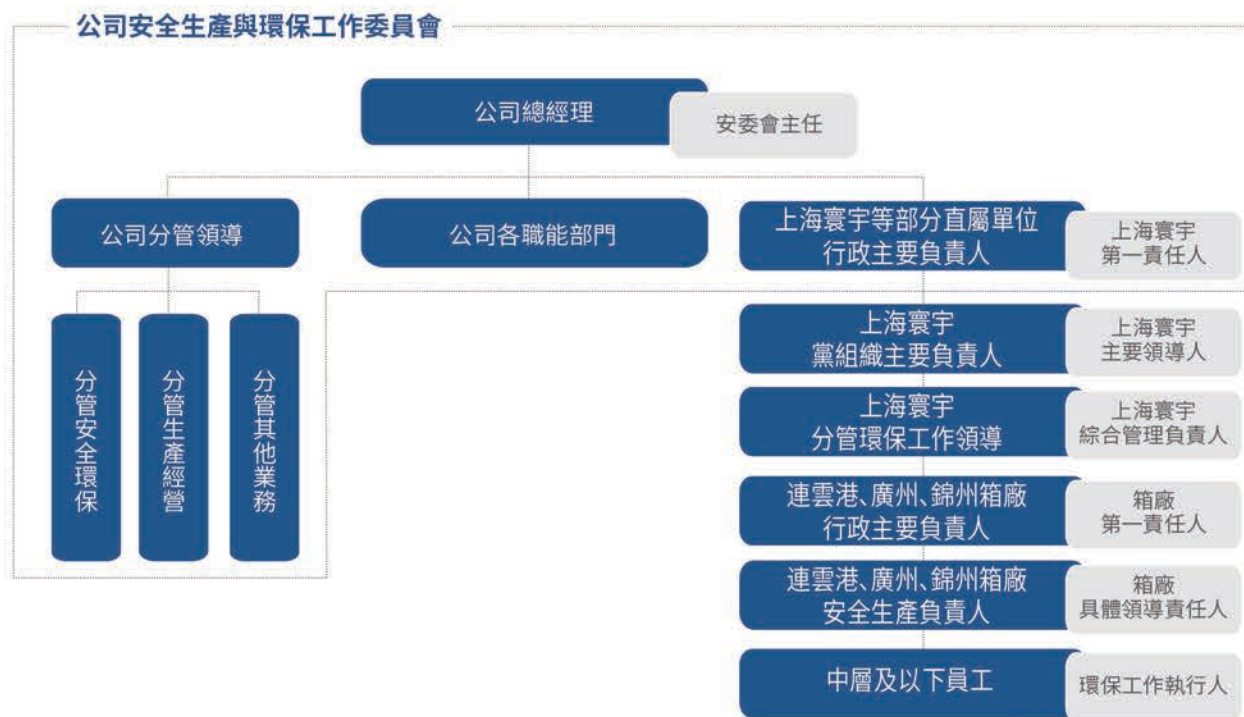 公司安全生產與環保工作委員會
公司總經理
安委會主任
公司分管領導
公司各職能部門
上海寰宇等部分直屬單位
行政主要負責人
上海寰宇
第一責任人
分管安全環保
分管生產經營
分管其他業務
上海寰宇
黨組織主要負責人
上海寰宇
主要領導人
上海寰宇
分管環保工作領導
上海寰宇
綜合管理負責人
連雲港、廣州、錦州箱廠
行政主要負責人
箱廠
第一責任人
連雲港、廣州、錦州箱廠
安全生產負責人
箱廠
具體領導責任人
中層及以下員工
環保工作執行人